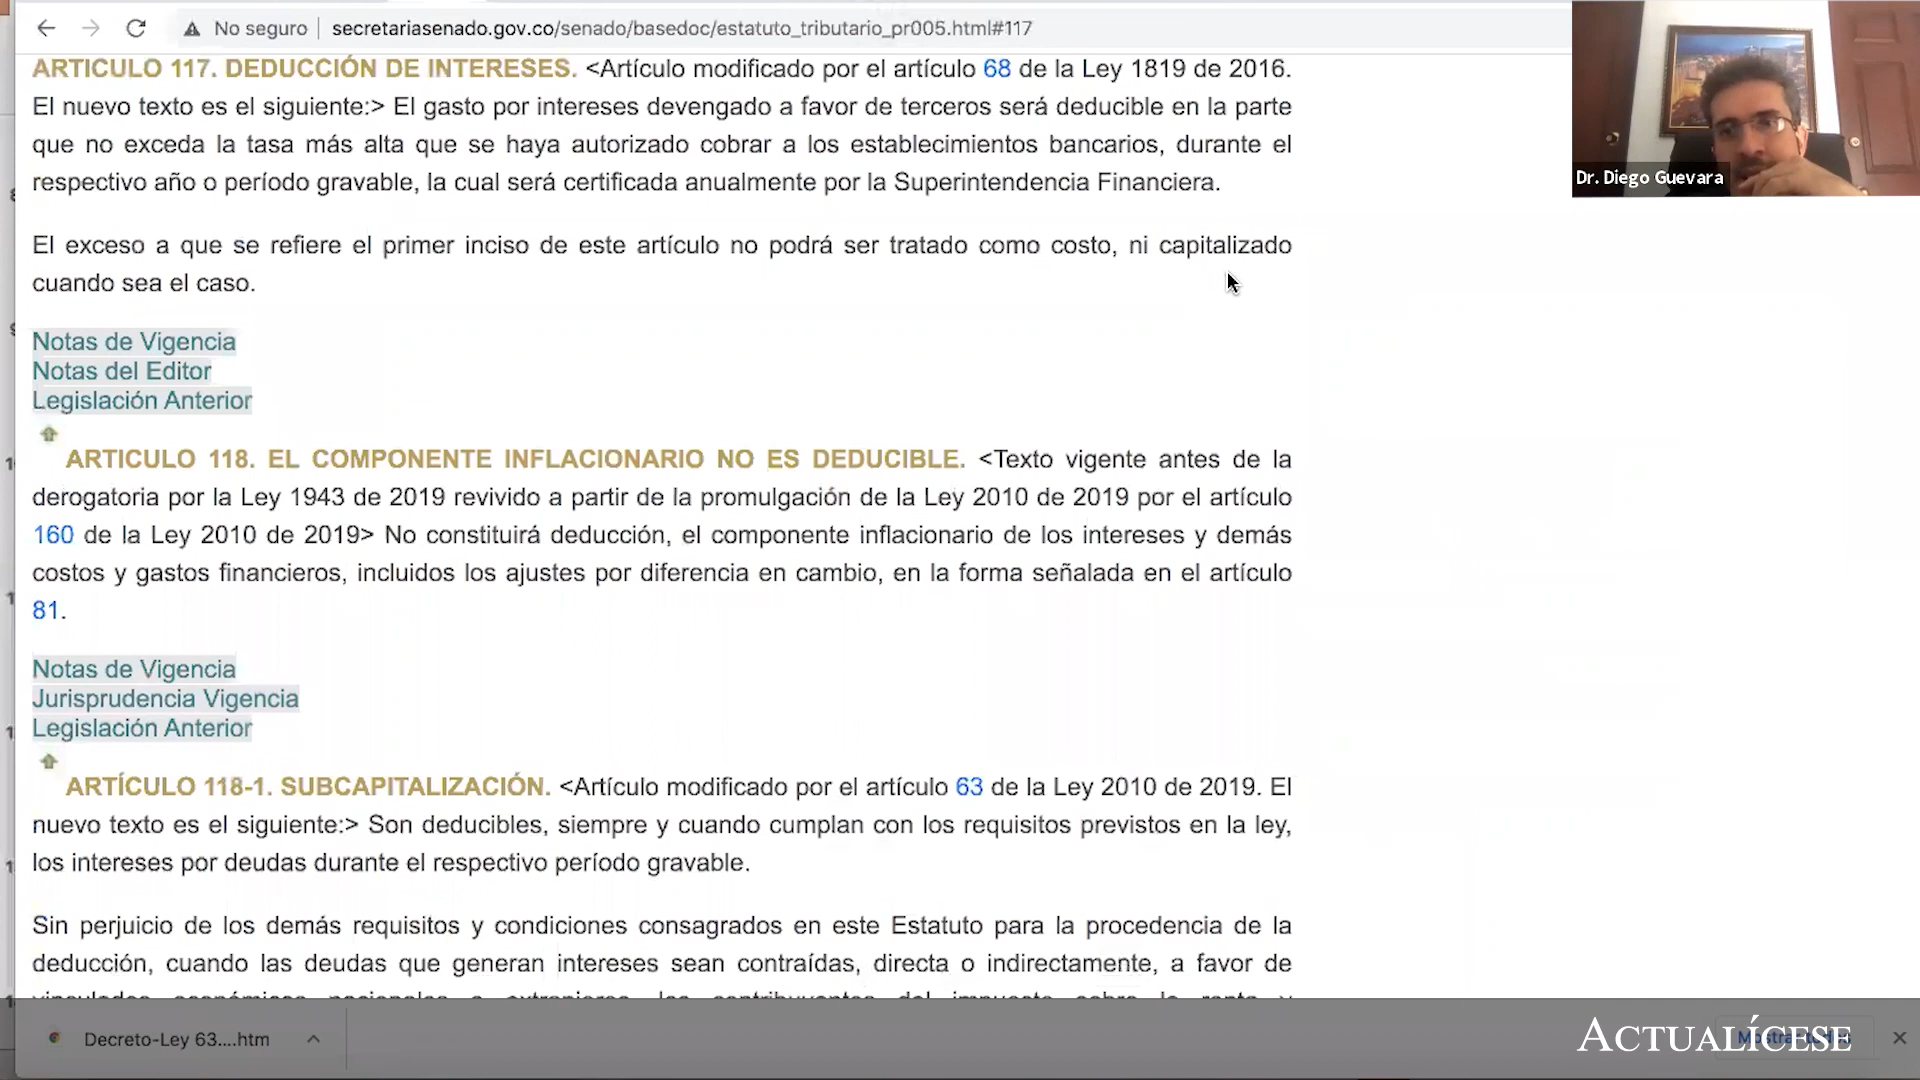 No seguro
secretariasenado.gov.co/senado/basedoc/estatuto_tributario_pr005.html#117
ARTICULO 117. DEDUCCIÓN DE INTERESES. <Artículo modificado por el artículo 68 de la Ley 1819 de 2016.
El nuevo texto es el siguiente:> El gasto por intereses devengado a favor de terceros será deducible en la parte
que no exceda la tasa más alta que se haya autorizado cobrar a los establecimientos bancarios, durante el
respectivo año o período gravable, la cual será certificada anualmente por la Superintendencia Financiera.
Dr. Diego Guevara
El exceso a que se refiere el primer inciso de este artículo no podrá ser tratado como costo, ni capitalizado
cuando sea el caso.
Notas de Vigencia
Notas del Editor
Legislación Anterior
ARTICULO 118. EL COMPONENTE INFLACIONARIO NO ES DEDUCIBLE. <Texto vigente antes de la
derogatoria por la Ley 1943 de 2019 revivido a partir de la promulgación de la Ley 2010 de 2019 por el artículo
160 de la Ley 2010 de 2019> No constituirá deducción, el componente inflacionario de los intereses y demás
costos y gastos financieros, incluidos los ajustes por diferencia en cambio, en la forma señalada en el artículo
81.
Notas de Vigencia
Jurisprudencia Vigencia
Legislación Anterior
ARTÍCULO 118-1. SUBCAPITALIZACIÓN. <Artículo modificado por el artículo 63 de la Ley 2010 de 2019. El
nuevo texto es el siguiente:> Son deducibles, siempre y cuando cumplan con los requisitos previstos en la ley,
los intereses por deudas durante el respectivo período gravable.
Sin perjuicio de los demás requisitos y condiciones consagrados en este Estatuto para la procedencia de la
deducción, cuando las deudas que generan intereses sean contraídas, directa o indirectamente, a favor de
Decreto-Ley 63....htm
ACTUALÍCESE